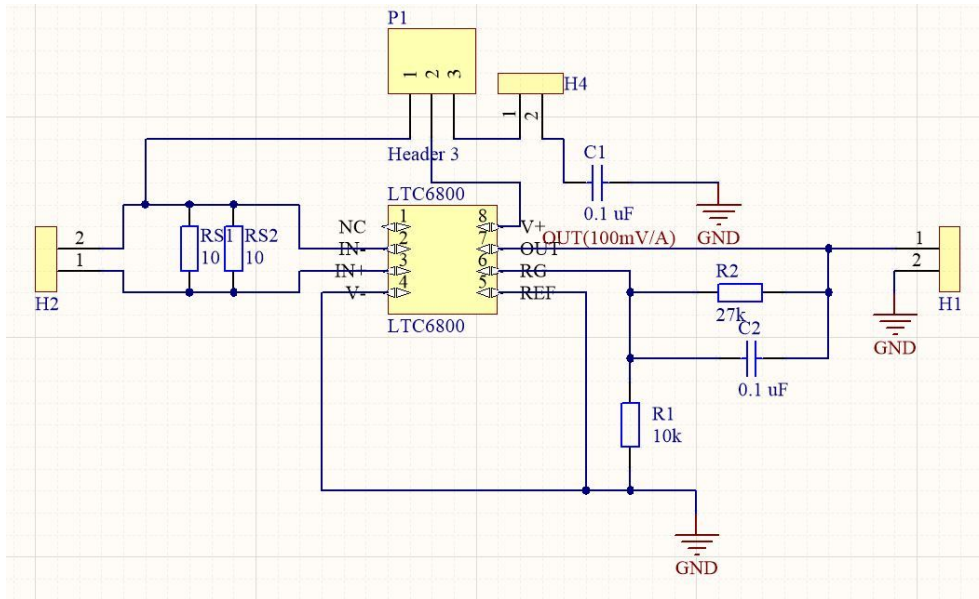 P1
1 2 3
H4
1 2
Header 3
C1
0.1 uF
GND
LTC6800
NC 1 8 V+
IN- 2 7 OUT
OUT(100mV/A)
IN+ 3 6 RG
V- 4 5 REF
LTC6800
RS1 RS2
10 10
2
1
H2
1
2
H1
GND
R2
27k
C2
0.1 uF
R1
10k
GND